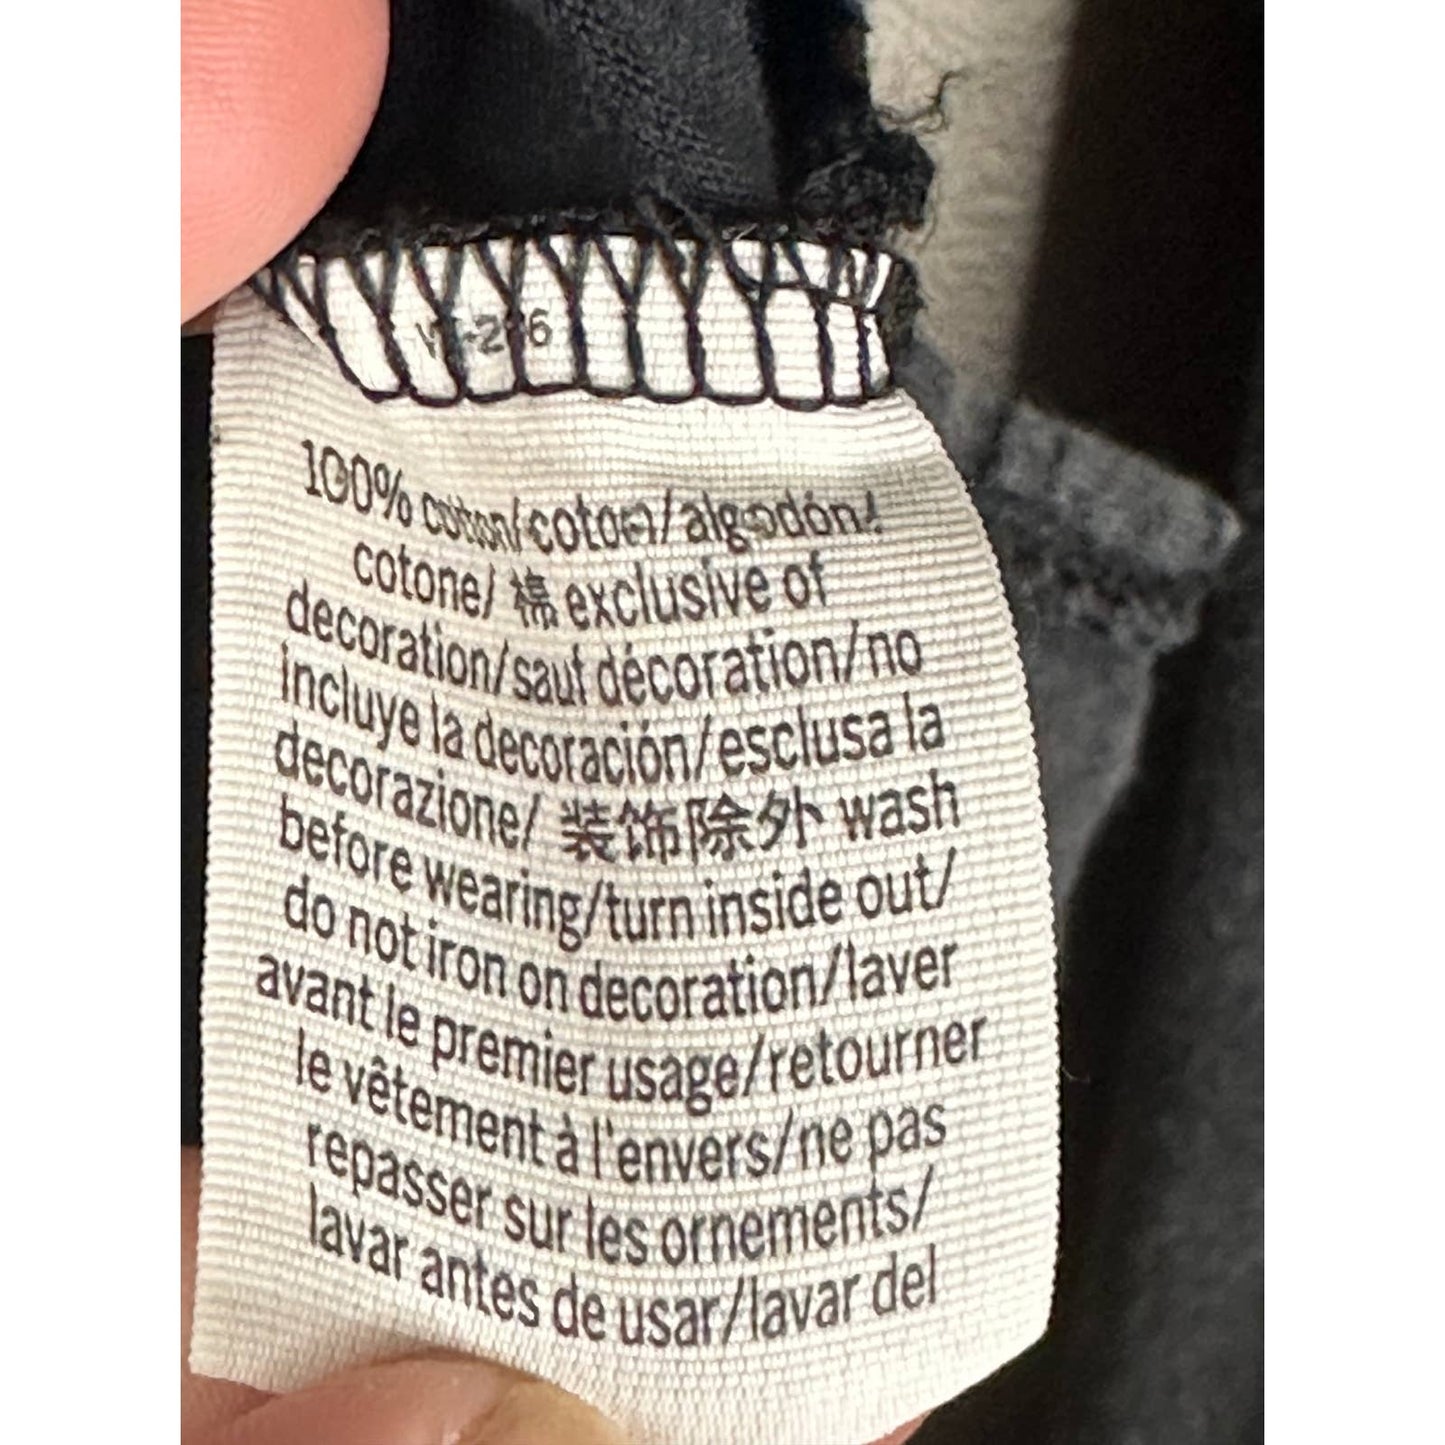 100% cotton/coton/algodón/
cotone/ 棉 exclusive of
decoration/sauf décoration/no
incluye la decoración/esclusa la
decorazione/ 装饰除外 wash
before wearing/turn inside out/
do not iron on decoration/laver
avant le premier usage/retourner
le vêtement à l'envers/ne pas
repasser sur les ornements/
lavar antes de usar/lavar del